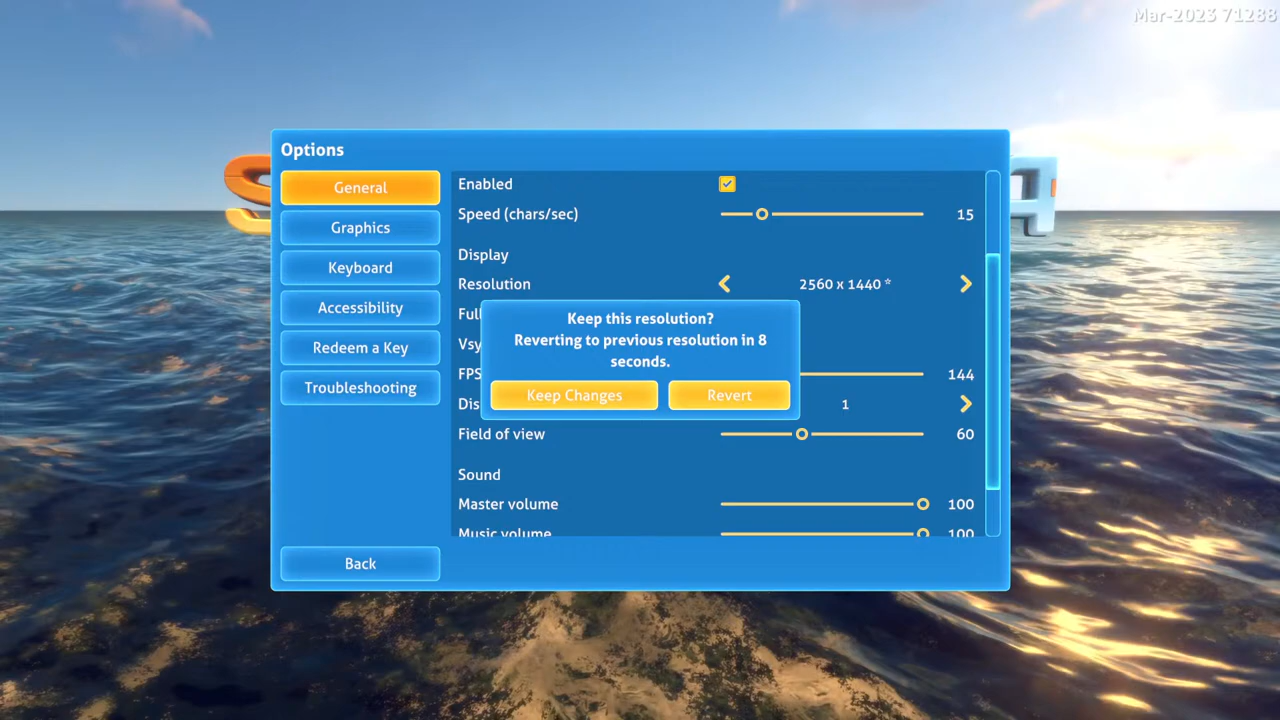 Mar-2023 71288
Options
General
Graphics
Keyboard
Accessibility
Redeem a Key
Troubleshooting
Back
Enabled
Speed (chars/sec) 15
Display
Resolution 2560 x 1440 *
Keep this resolution?
Reverting to previous resolution in 8
seconds.
Keep Changes Revert
Ful
Vsy
FPS 144
Dis 1
Field of view 60
Sound
Master volume 100
Music volume 100